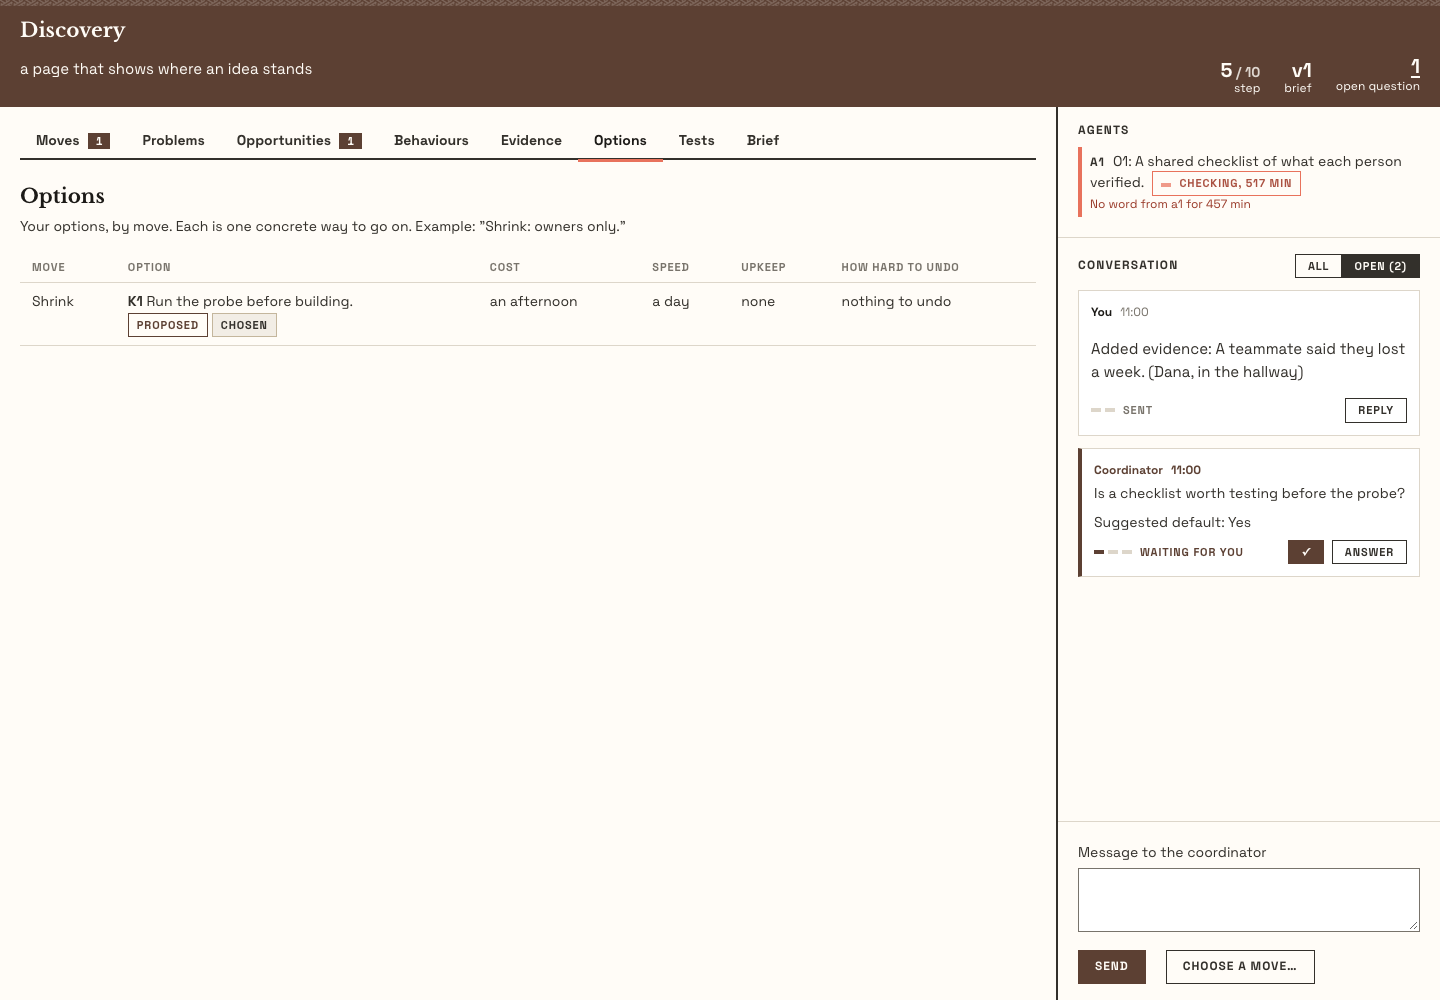 Discovery
a page that shows where an idea stands
5 / 10
step
v1
brief
1
open question
Moves 1 Problems Opportunities 1 Behaviours Evidence Options Tests Brief
Options
Your options, by move. Each is one concrete way to go on. Example: "Shrink: owners only."
MOVE OPTION COST SPEED UPKEEP HOW HARD TO UNDO
Shrink K1 Run the probe before building. an afternoon a day none nothing to undo
PROPOSED CHOSEN
AGENTS
A1 O1: A shared checklist of what each person
verified. CHECKING, 517 MIN
No word from a1 for 457 min
CONVERSATION ALL OPEN (2)
You 11:00
Added evidence: A teammate said they lost
a week. (Dana, in the hallway)
SENT REPLY
Coordinator 11:00
Is a checklist worth testing before the probe?
Suggested default: Yes
WAITING FOR YOU ✓ ANSWER
Message to the coordinator
SEND CHOOSE A MOVE…